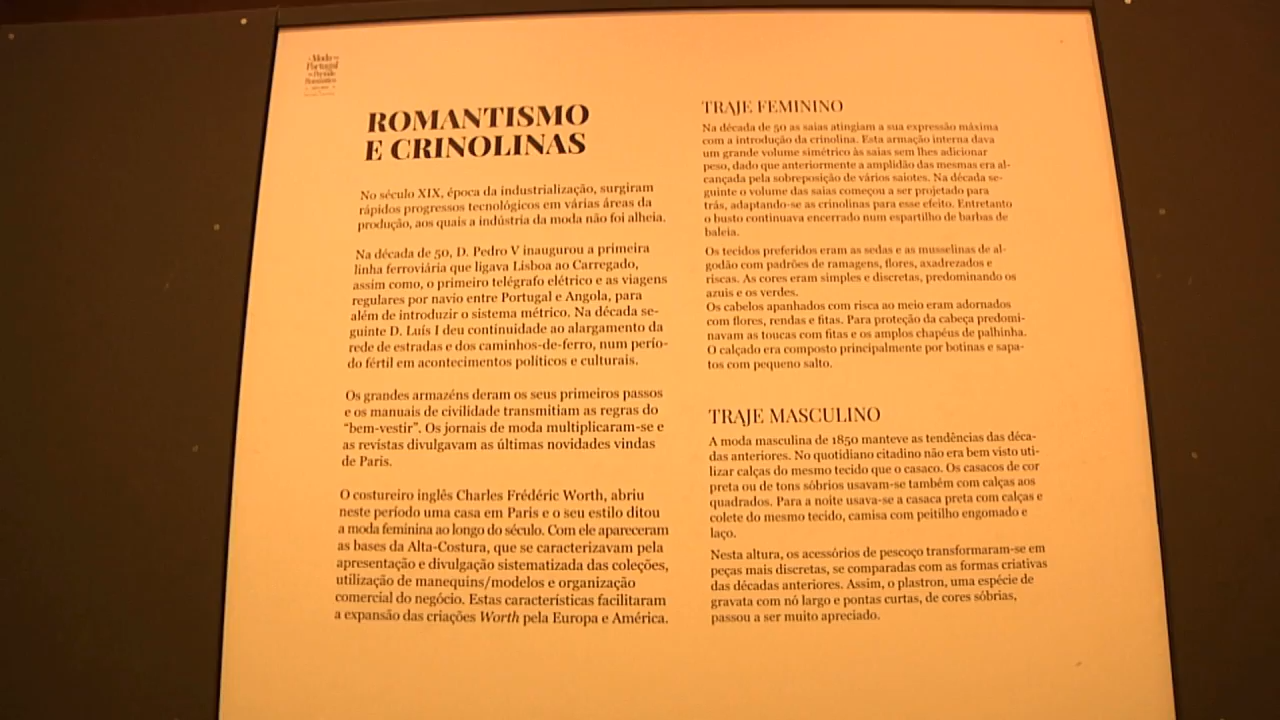 A Moda em
Portugal
Período
Romântico
ROMANTISMO
E CRINOLINAS
No século XIX, época da industrialização, surgiram
rápidos progressos tecnológicos em várias áreas da
produção, aos quais a indústria da moda não foi alheia.
Na década de 50, D. Pedro V inaugurou a primeira
linha ferroviária que ligava Lisboa ao Carregado,
assim como, o primeiro telégrafo elétrico e as viagens
regulares por navio entre Portugal e Angola, para
além de introduzir o sistema métrico. Na década se-
guinte D. Luís I deu continuidade ao alargamento da
rede de estradas e dos caminhos-de-ferro, num perío-
do fértil em acontecimentos políticos e culturais.
Os grandes armazéns deram os seus primeiros passos
e os manuais de civilidade transmitiam as regras do
“bem-vestir”. Os jornais de moda multiplicaram-se e
as revistas divulgavam as últimas novidades vindas
de Paris.
O costureiro inglês Charles Frédéric Worth, abriu
neste período uma casa em Paris e o seu estilo ditou
a moda feminina ao longo do século. Com ele apareceram
as bases da Alta-Costura, que se caracterizavam pela
apresentação e divulgação sistematizada das coleções,
utilização de manequins/modelos e organização
comercial do negócio. Estas características facilitaram
a expansão das criações Worth pela Europa e América.
TRAJE FEMININO
Na década de 50 as saias atingiam a sua expressão máxima
com a introdução da crinolina. Esta armação interna dava
um grande volume simétrico às saias sem lhes adicionar
peso, dado que anteriormente a amplidão das mesmas era al-
cançada pela sobreposição de vários saiotes. Na década se-
guinte o volume das saias começou a ser projetado para
trás, adaptando-se as crinolinas para esse efeito. Entretanto
o busto continuava encerrado num espartilho de barbas de
baleia.
Os tecidos preferidos eram as sedas e as musselinas de al-
godão com padrões de ramagens, flores, axadrezados e
riscas. As cores eram simples e discretas, predominando os
azuis e os verdes.
Os cabelos apanhados com risca ao meio eram adornados
com flores, rendas e fitas. Para proteção da cabeça predomi-
navam as toucas com fitas e os amplos chapéus de palhinha.
O calçado era composto principalmente por botinas e sapa-
tos com pequeno salto.
TRAJE MASCULINO
A moda masculina de 1850 manteve as tendências das déca-
das anteriores. No quotidiano citadino não era bem visto uti-
lizar calças do mesmo tecido que o casaco. Os casacos de cor
preta ou de tons sóbrios usavam-se também com calças aos
quadrados. Para a noite usava-se a casaca preta com calças e
colete do mesmo tecido, camisa com peitilho engomado e
laço.
Nesta altura, os acessórios de pescoço transformaram-se em
peças mais discretas, se comparadas com as formas criativas
das décadas anteriores. Assim, o plastron, uma espécie de
gravata com nó largo e pontas curtas, de cores sóbrias,
passou a ser muito apreciado.